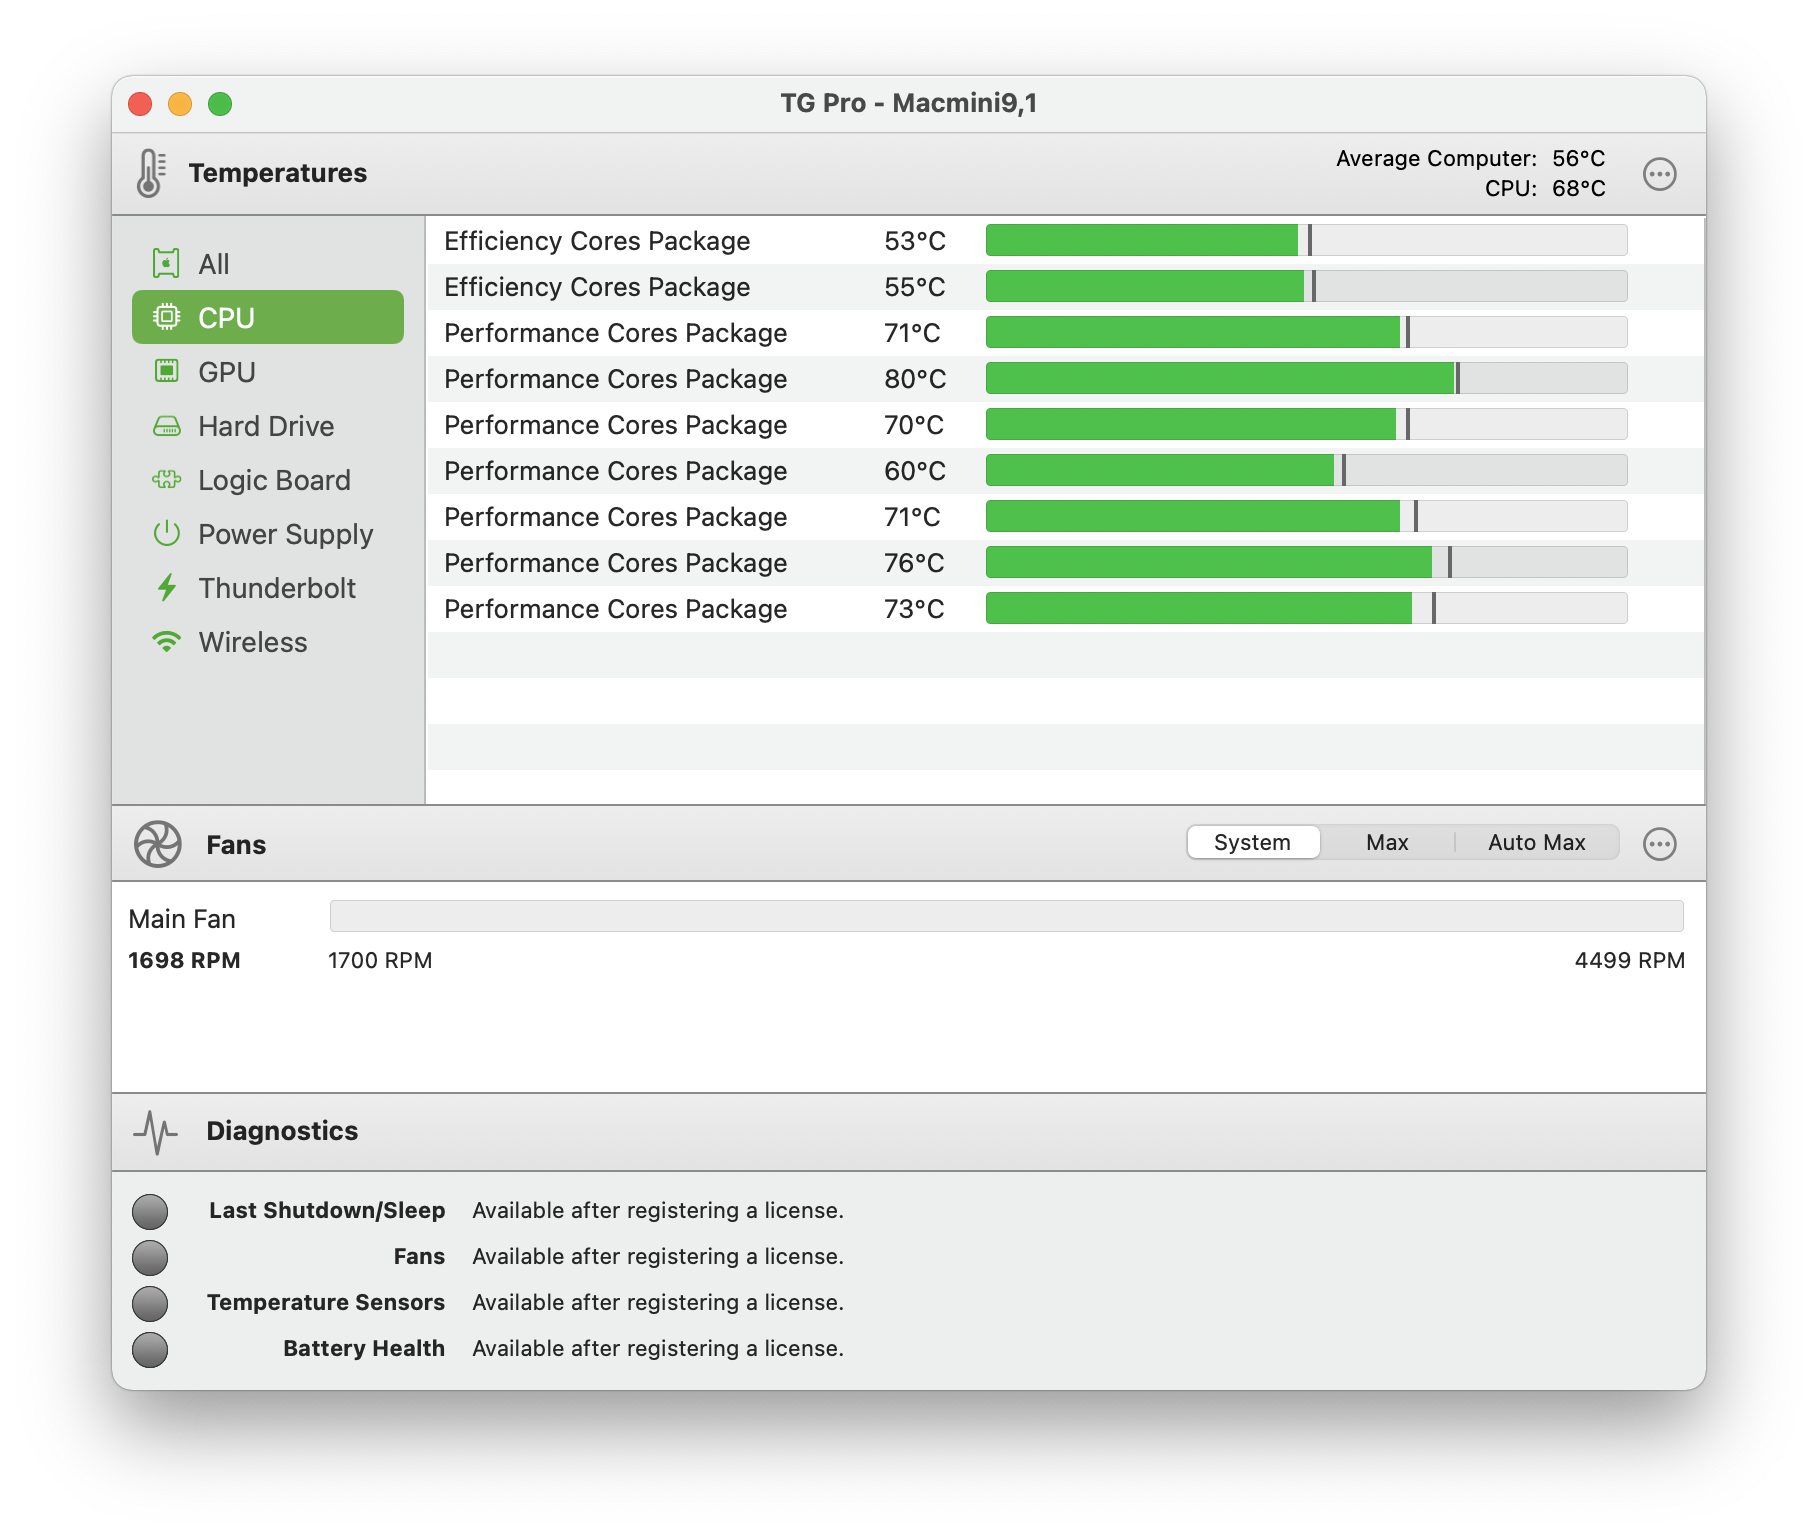 TG Pro - Macmini9,1
Temperatures
Average Computer: 56°C
CPU: 68°C
All
CPU
GPU
Hard Drive
Logic Board
Power Supply
Thunderbolt
Wireless
Efficiency Cores Package 53°C
Efficiency Cores Package 55°C
Performance Cores Package 71°C
Performance Cores Package 80°C
Performance Cores Package 70°C
Performance Cores Package 60°C
Performance Cores Package 71°C
Performance Cores Package 76°C
Performance Cores Package 73°C
Fans
System Max Auto Max
Main Fan
1698 RPM 1700 RPM 4499 RPM
Diagnostics
Last Shutdown/Sleep Available after registering a license.
Fans Available after registering a license.
Temperature Sensors Available after registering a license.
Battery Health Available after registering a license.